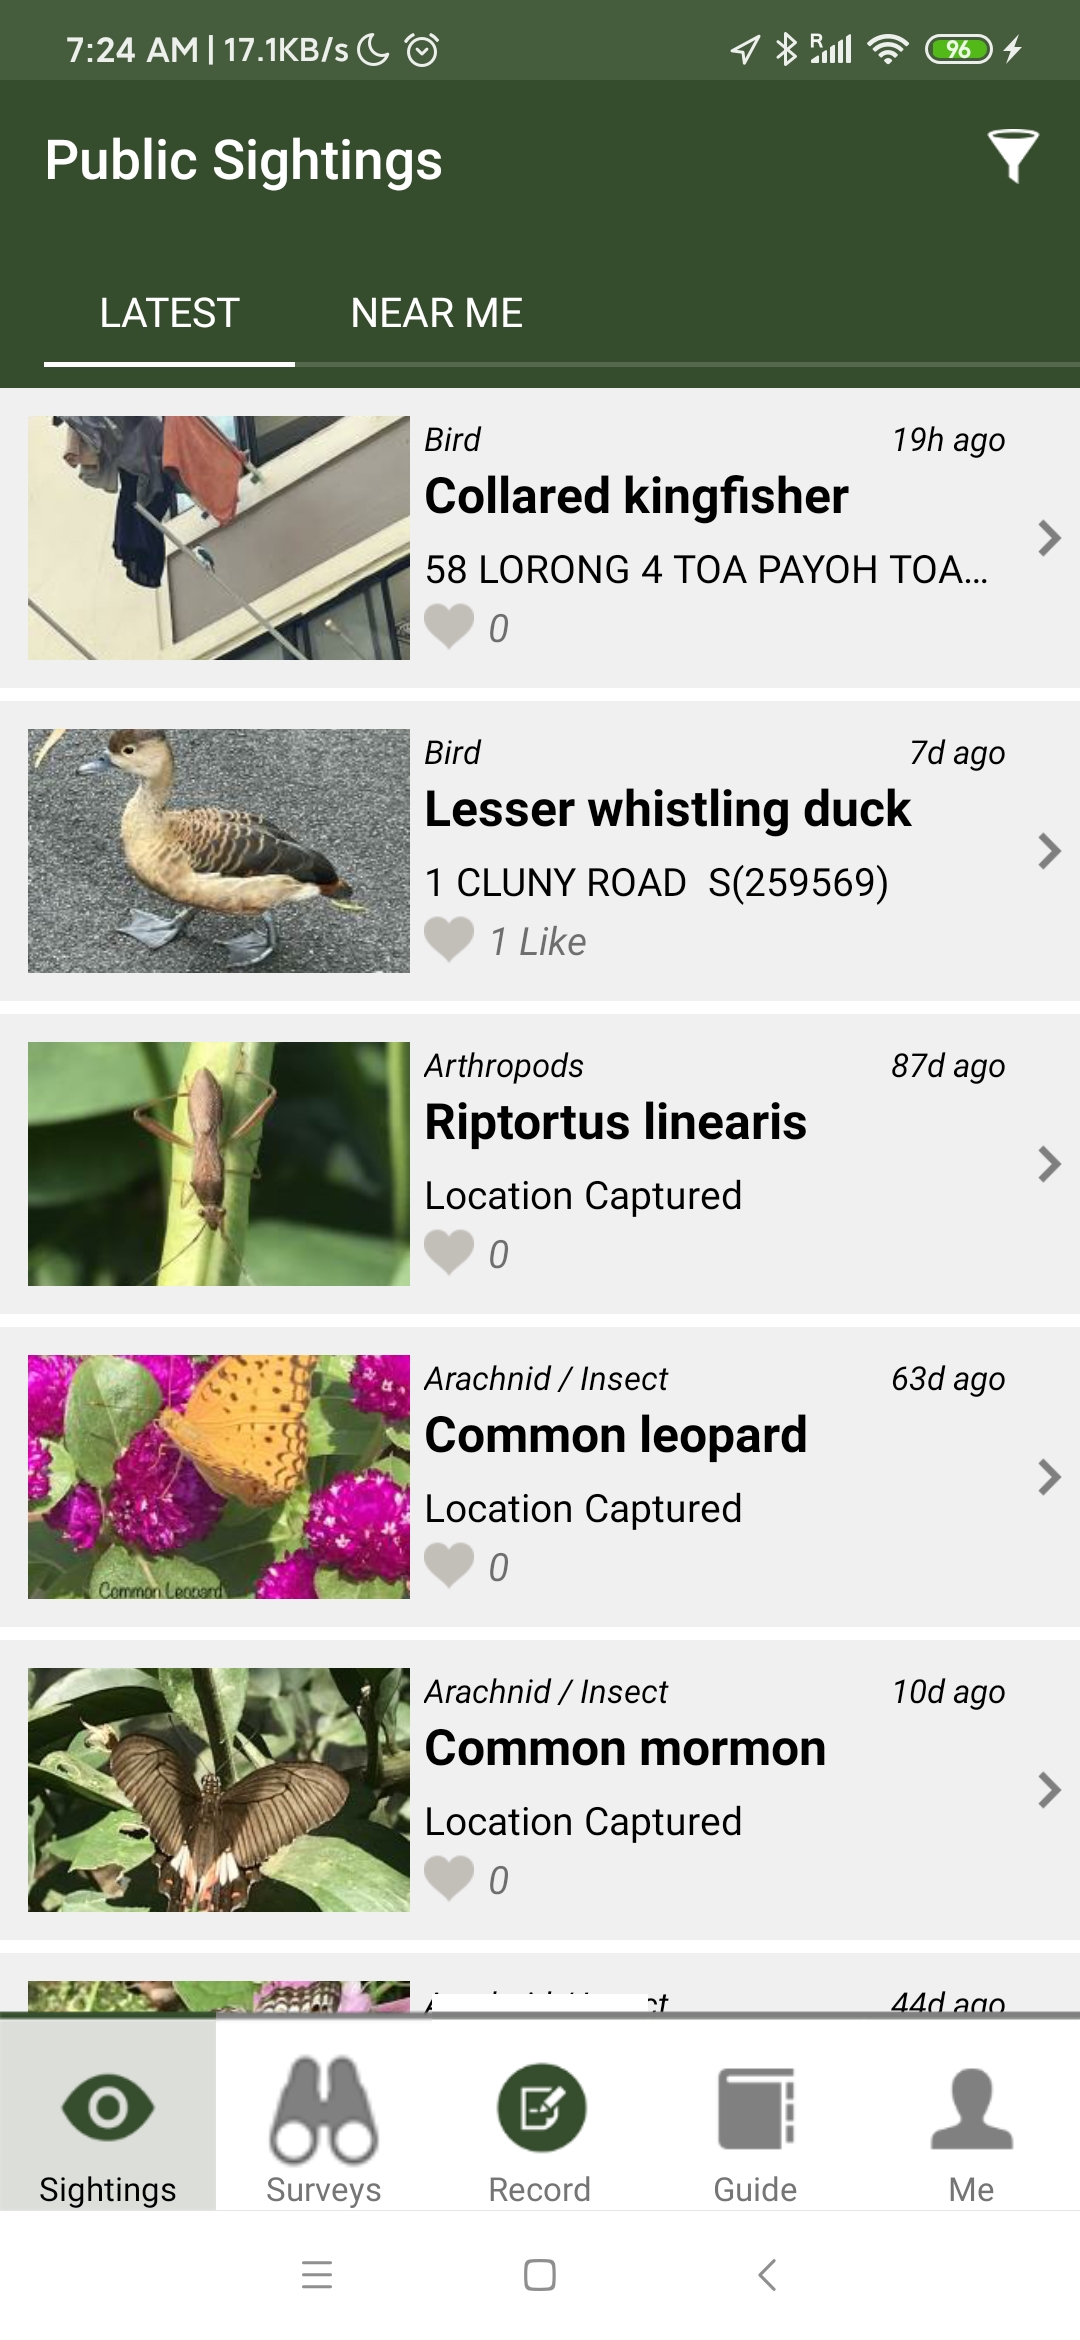 7:24 AM | 17.1KB/s
R
96
Public Sightings
LATEST NEAR ME
Bird 19h ago
Collared kingfisher
58 LORONG 4 TOA PAYOH TOA...
0
Bird 7d ago
Lesser whistling duck
1 CLUNY ROAD  S(259569)
1 Like
Arthropods 87d ago
Riptortus linearis
Location Captured
0
Arachnid / Insect 63d ago
Common leopard
Location Captured
0
Common Leopard
Arachnid / Insect 10d ago
Common mormon
Location Captured
0
44d ago
Sightings Surveys Record Guide Me